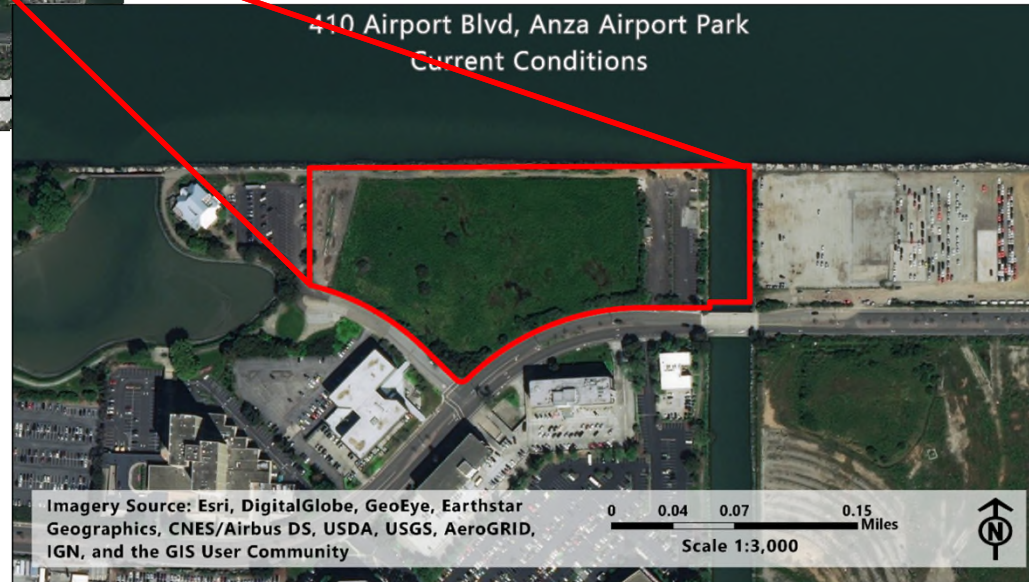 410 Airport Blvd, Anza Airport Park
Current Conditions
Imagery Source: Esri, DigitalGlobe, GeoEye, Earthstar
Geographics, CNES/Airbus DS, USDA, USGS, AeroGRID,
IGN, and the GIS User Community
0 0.04 0.07 0.15
Miles
Scale 1:3,000
N